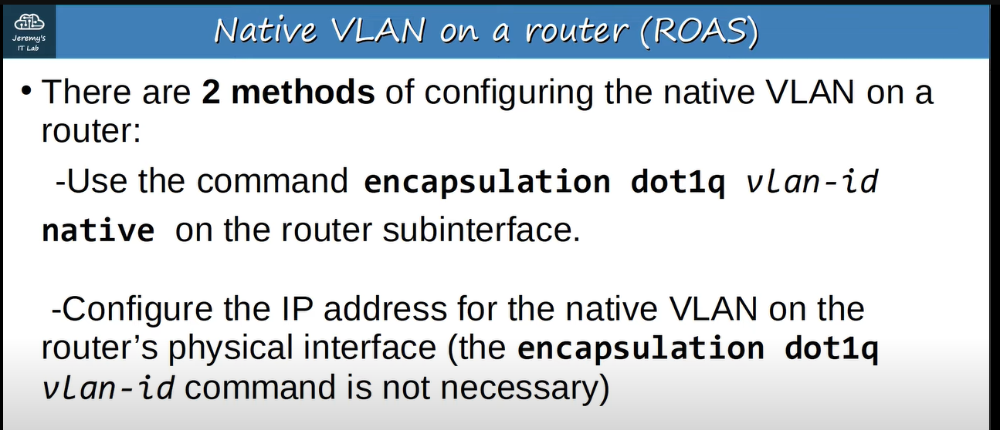 Jeremy's
IT Lab
Native VLAN on a router (ROAS)
• There are 2 methods of configuring the native VLAN on a
router:
-Use the command encapsulation dot1q vlan-id
native on the router subinterface.
-Configure the IP address for the native VLAN on the
router’s physical interface (the encapsulation dot1q
vlan-id command is not necessary)